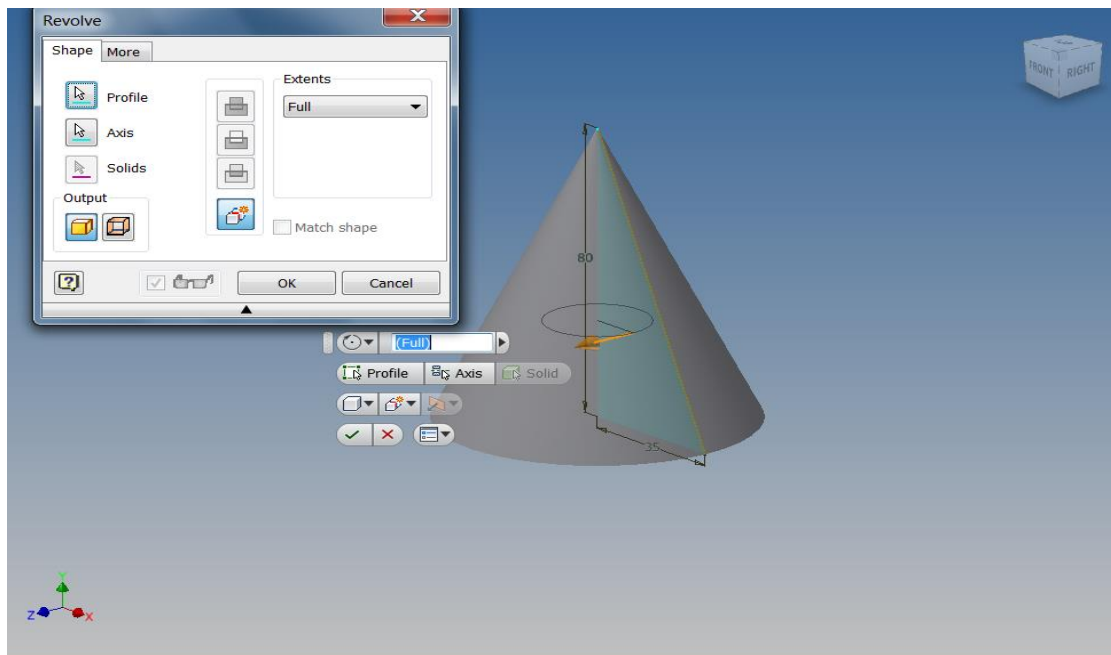 Revolve
Shape More
Profile
Axis
Solids
Output
Extents
Full
Match shape
OK Cancel
(Full)
Profile Axis Solid
80
35
FRONT RIGHT
Y
Z X